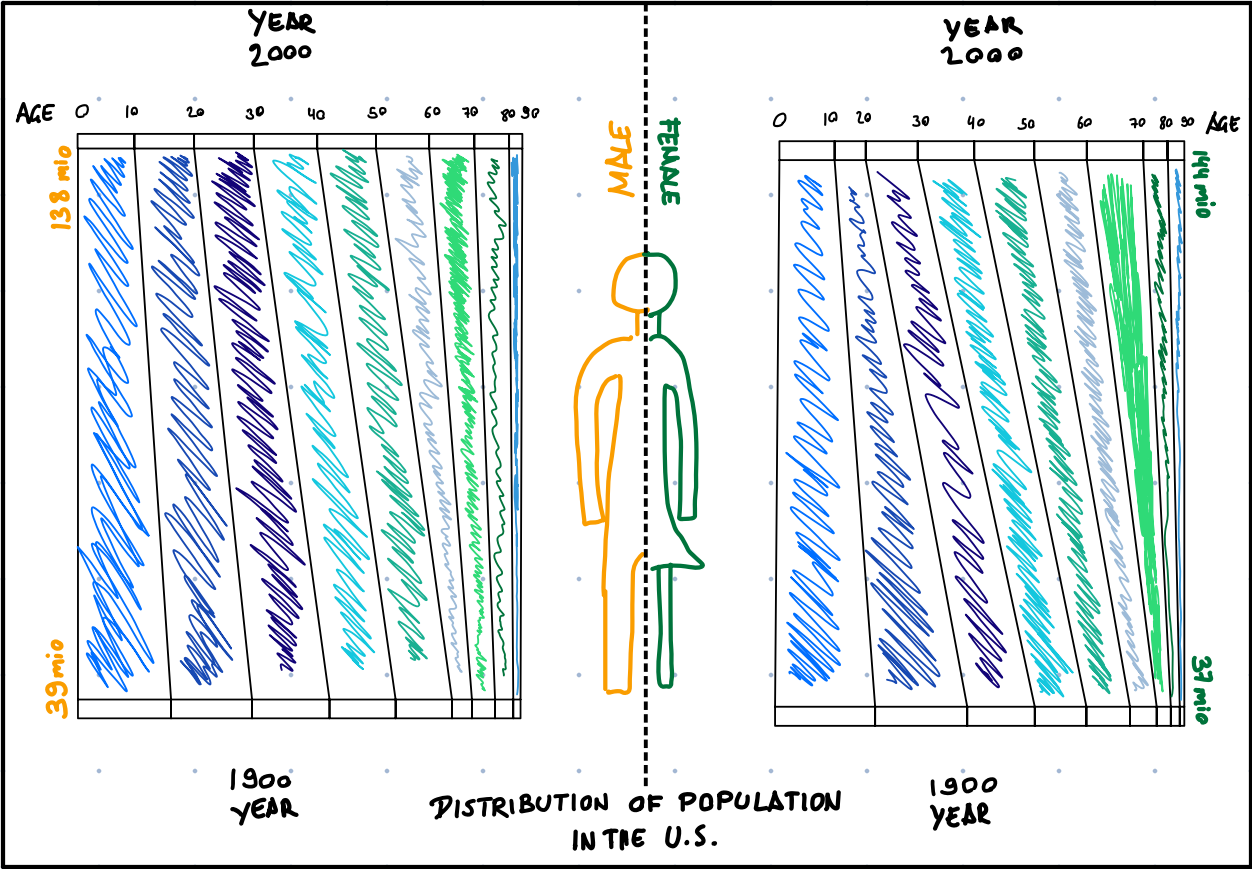 YEAR
2000
YEAR
2000
AGE 0 10 20 30 40 50 60 70 80 90
0 10 20 30 40 50 60 70 80 90 AGE
138 mio
MALE
FEMALE
144 mio
39 mio
37 mio
1900
YEAR
1900
YEAR
DISTRIBUTION OF POPULATION
IN THE U.S.